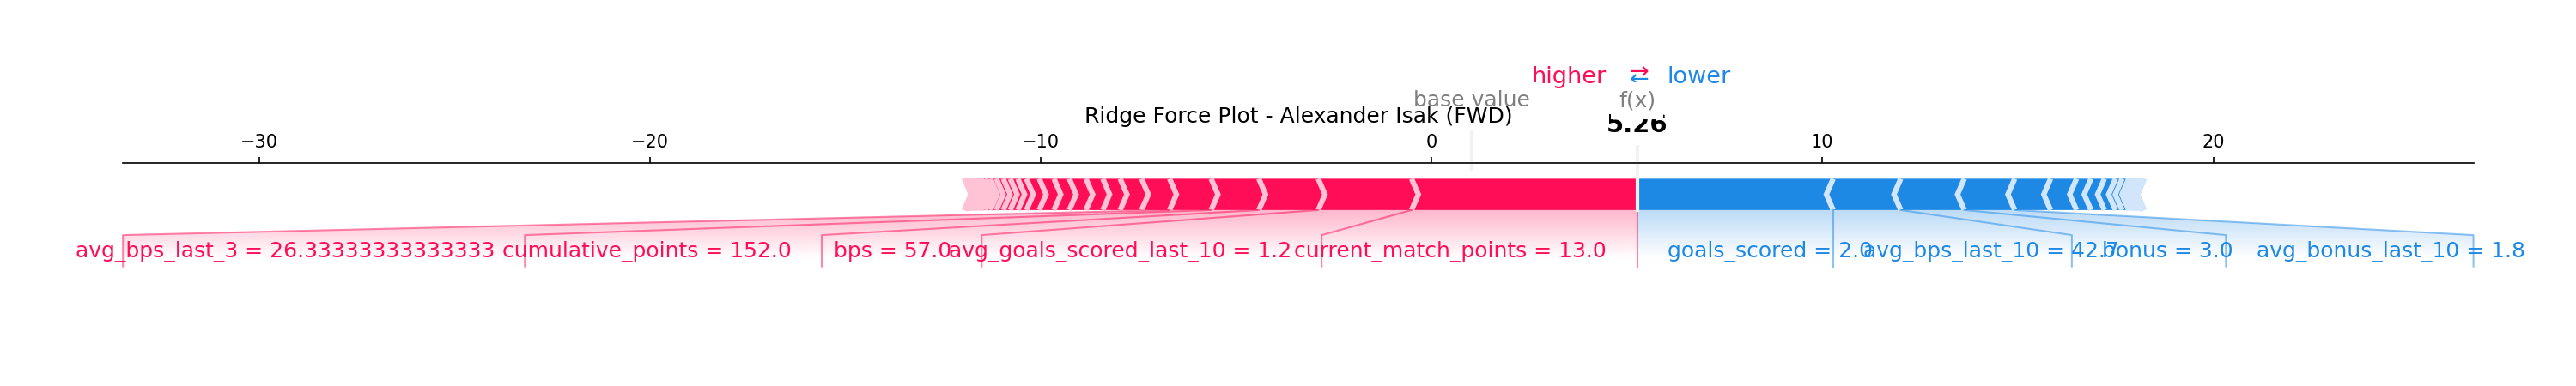 higher ⇄ lower
base value
f(x)
Ridge Force Plot - Alexander Isak (FWD)
5.26
−30
−20
−10
0
10
20
avg_bps_last_3 = 26.33333333333333
cumulative_points = 152.0
bps = 57.0
avg_goals_scored_last_10 = 1.2
current_match_points = 13.0
goals_scored = 2.0
avg_bps_last_10 = 42.7
bonus = 3.0
avg_bonus_last_10 = 1.8